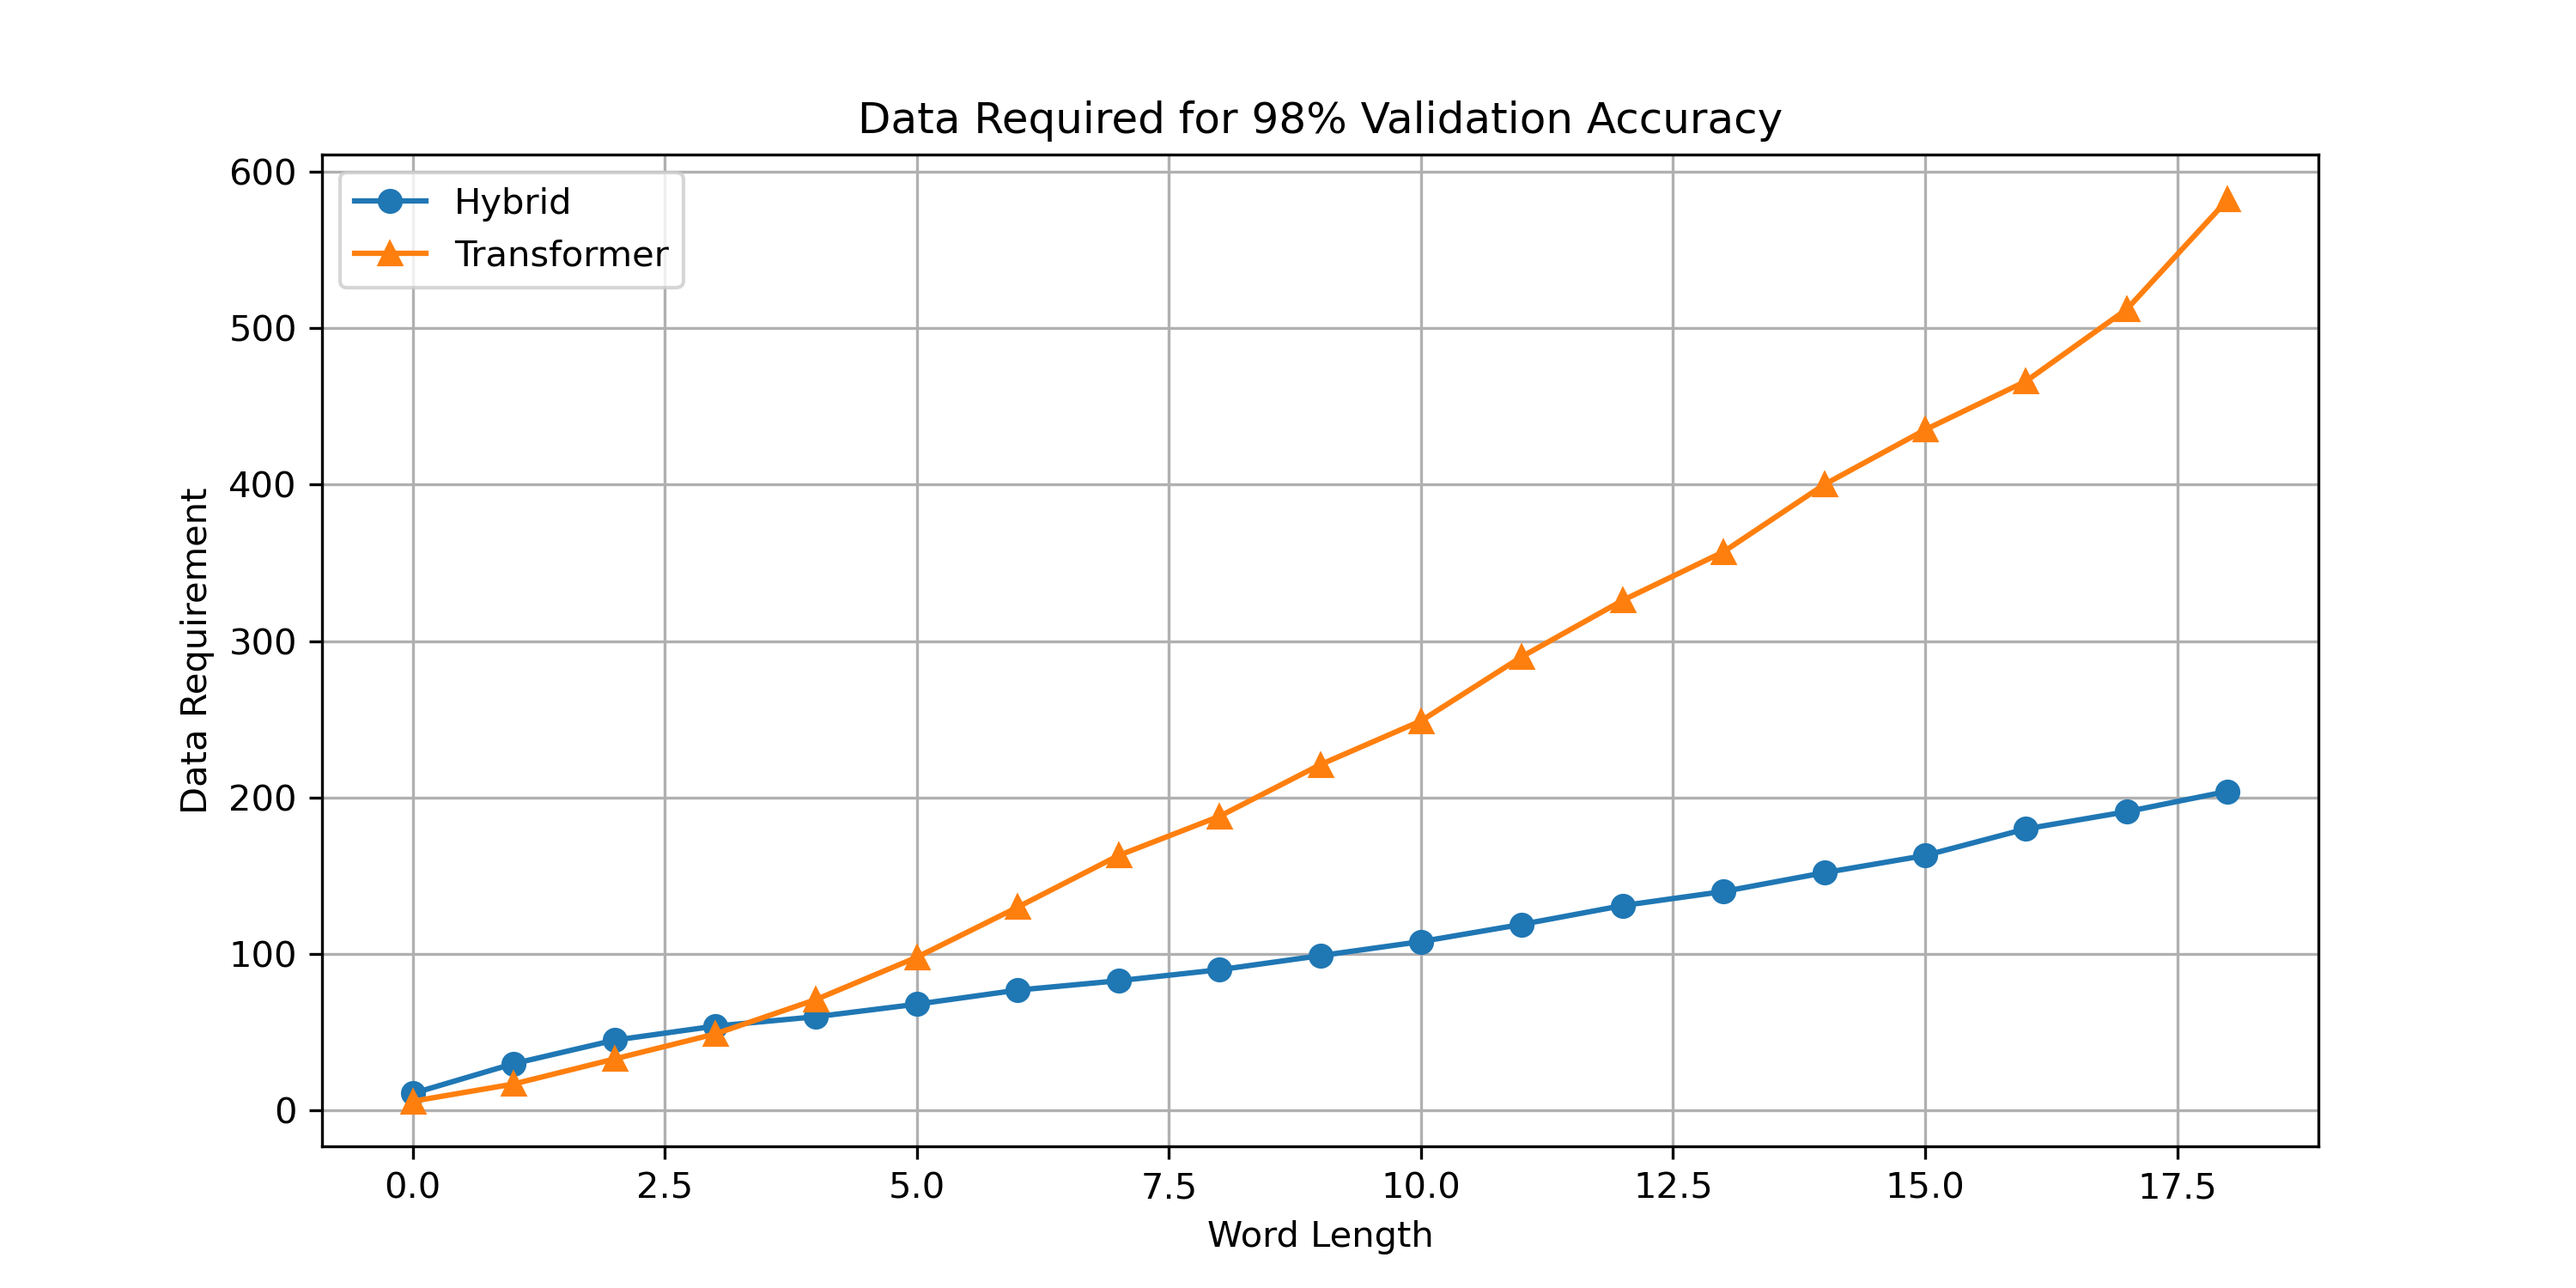 Data Required for 98% Validation Accuracy
600
500
400
300
200
100
0
Data Requirement
Hybrid
Transformer
0.0 2.5 5.0 7.5 10.0 12.5 15.0 17.5
Word Length